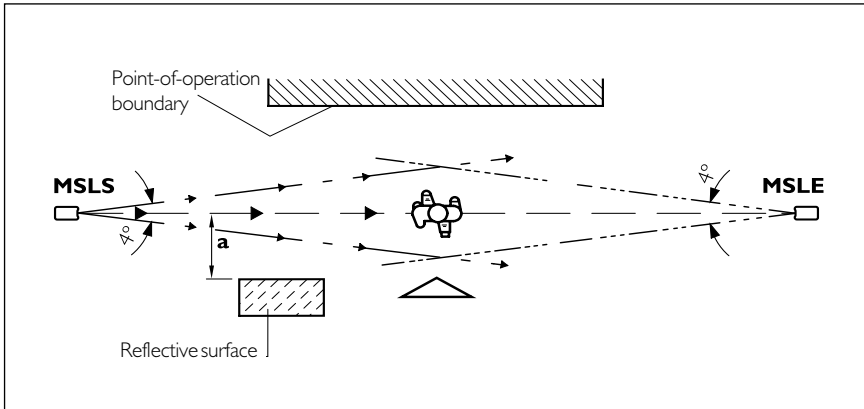 Point-of-operation
boundary
MSLS
MSLE
4°
4°
a
Reflective surface